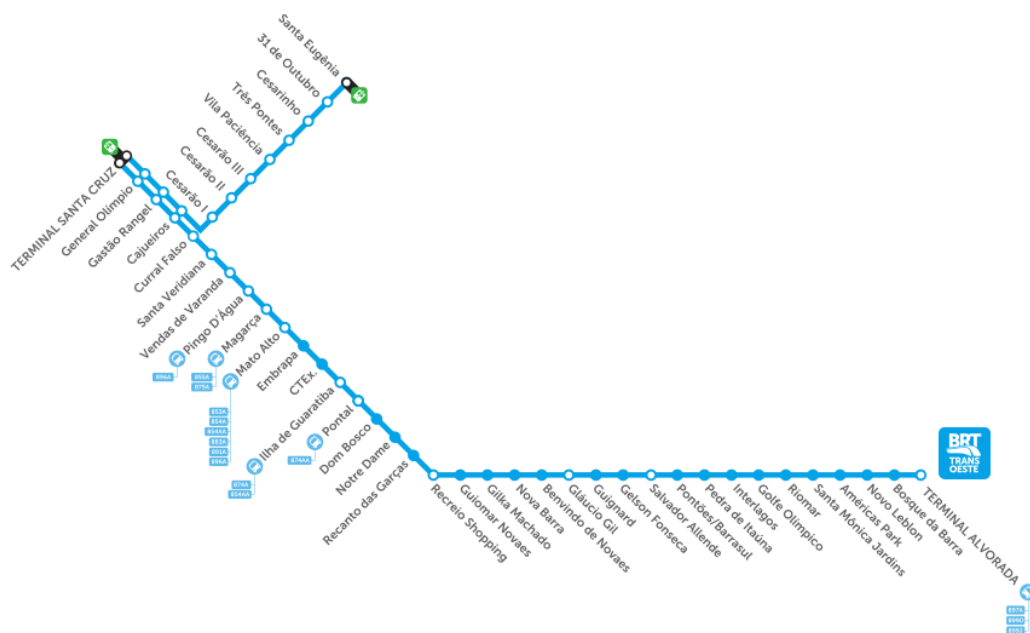 Santa Eugênia
31 de Outubro
Cesarinho
Três Pontes
Vila Paciência
Cesarão III
Cesarão II
Cesarão I
TERMINAL SANTA CRUZ
General Olímpio
Gastão Rangel
Cajueiros
Curral Falso
Santa Veridiana
Vendas de Varanda
Pingo D'Água
896A
Magarça
855A
879A
Mato Alto
853A
854A
854AA
883A
895A
896A
Embrapa
CTEx.
Ilha de Guaratiba
874A
854AA
Pontal
874AA
Dom Bosco
Notre Dame
Recanto das Garças
Recreio Shopping
Guiomar Novaes
Gilka Machado
Nova Barra
Benvindo de Novaes
Gláucio Gil
Guignard
Gelson Fonseca
Salvador Allende
Pontões/Barrasul
Pedra de Itaúna
Interlagos
Golfe Olímpico
Riomar
Santa Mônica Jardins
Américas Park
Novo Leblon
Bosque da Barra
TERMINAL ALVORADA
897A
BRT
TRANS
OESTE